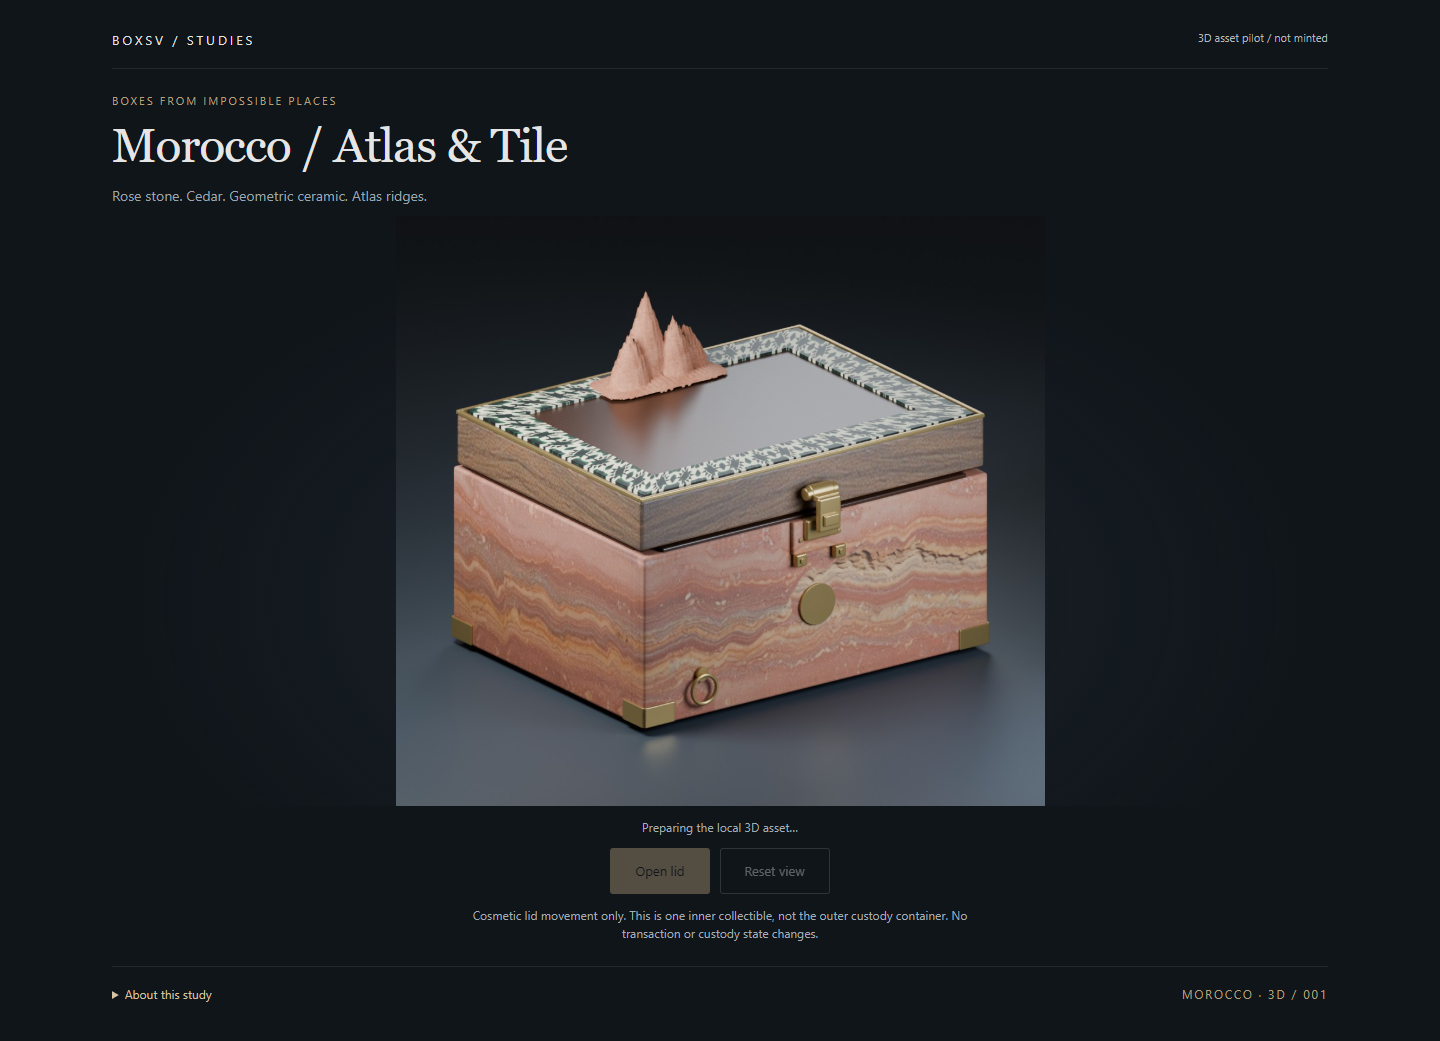 BOXSV / STUDIES
3D asset pilot / not minted
BOXES FROM IMPOSSIBLE PLACES
Morocco / Atlas & Tile
Rose stone. Cedar. Geometric ceramic. Atlas ridges.
Preparing the local 3D asset...
Open lid
Reset view
Cosmetic lid movement only. This is one inner collectible, not the outer custody container. No
transaction or custody state changes.
About this study
MOROCCO · 3D / 001